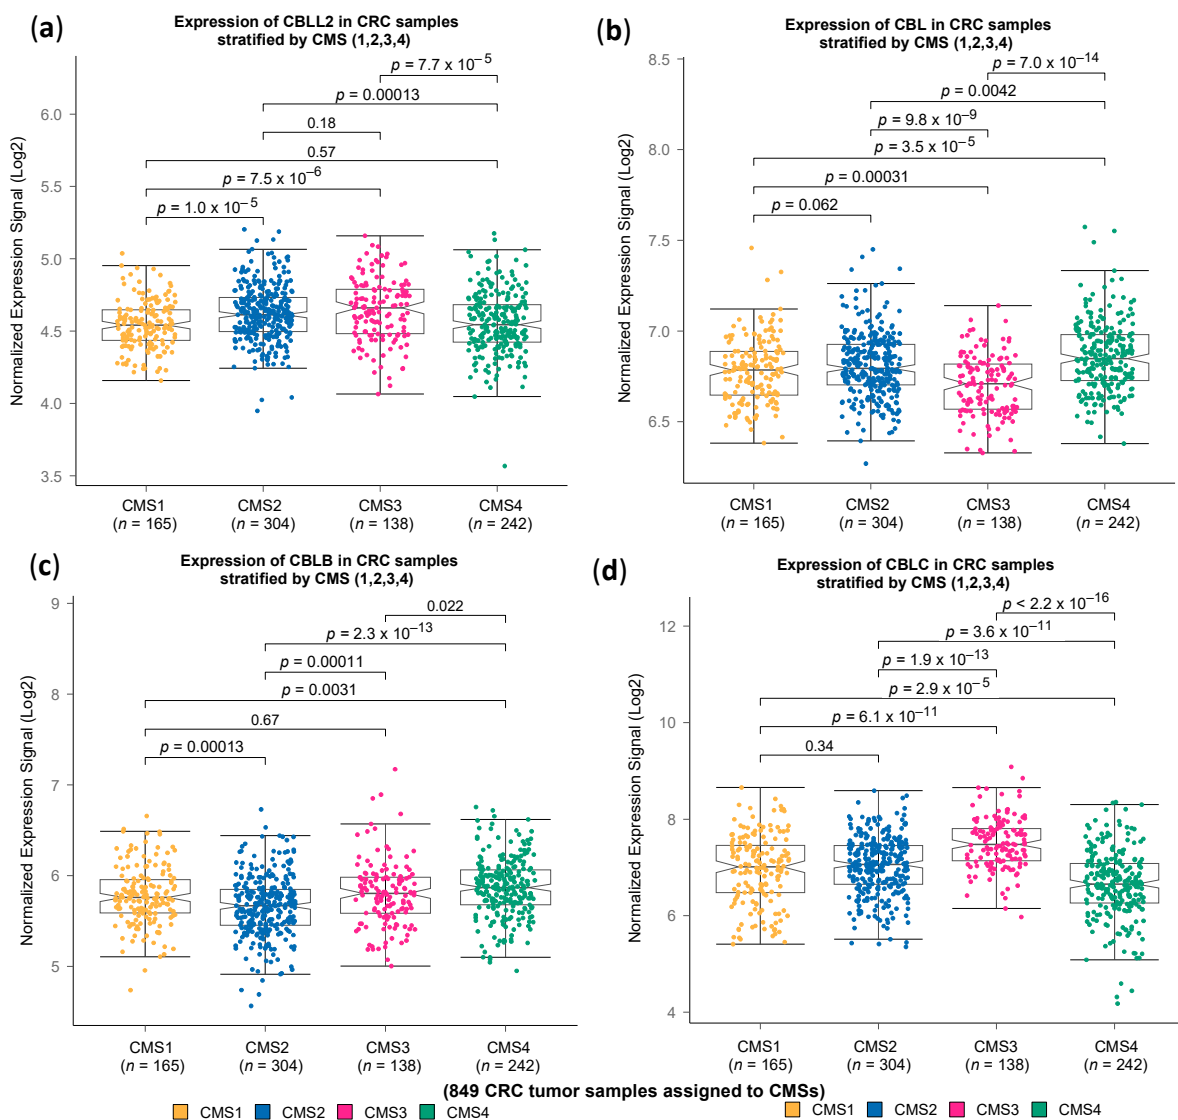 (a)
Expression of CBLL2 in CRC samples
stratified by CMS (1,2,3,4)
Normalized Expression Signal (Log2)
6.0
5.5
5.0
4.5
4.0
3.5
p = 7.7 x 10⁻⁵
p = 0.00013
0.18
0.57
p = 7.5 x 10⁻⁶
p = 1.0 x 10⁻⁵
CMS1 CMS2 CMS3 CMS4
(n = 165) (n = 304) (n = 138) (n = 242)
(b)
Expression of CBL in CRC samples
stratified by CMS (1,2,3,4)
Normalized Expression Signal (Log2)
8.5
8.0
7.5
7.0
6.5
p = 7.0 x 10⁻¹⁴
p = 0.0042
p = 9.8 x 10⁻⁹
p = 3.5 x 10⁻⁵
p = 0.00031
p = 0.062
CMS1 CMS2 CMS3 CMS4
(n = 165) (n = 304) (n = 138) (n = 242)
(c)
Expression of CBLB in CRC samples
stratified by CMS (1,2,3,4)
Normalized Expression Signal (Log2)
9
8
7
6
5
0.022
p = 2.3 x 10⁻¹³
p = 0.00011
p = 0.0031
0.67
p = 0.00013
CMS1 CMS2 CMS3 CMS4
(n = 165) (n = 304) (n = 138) (n = 242)
(d)
Expression of CBLC in CRC samples
stratified by CMS (1,2,3,4)
Normalized Expression Signal (Log2)
12
10
8
6
4
p < 2.2 x 10⁻¹⁶
p = 3.6 x 10⁻¹¹
p = 1.9 x 10⁻¹³
p = 2.9 x 10⁻⁵
p = 6.1 x 10⁻¹¹
0.34
CMS1 CMS2 CMS3 CMS4
(n = 165) (n = 304) (n = 138) (n = 242)
(849 CRC tumor samples assigned to CMSs)
CMS1 CMS2 CMS3 CMS4
CMS1 CMS2 CMS3 CMS4